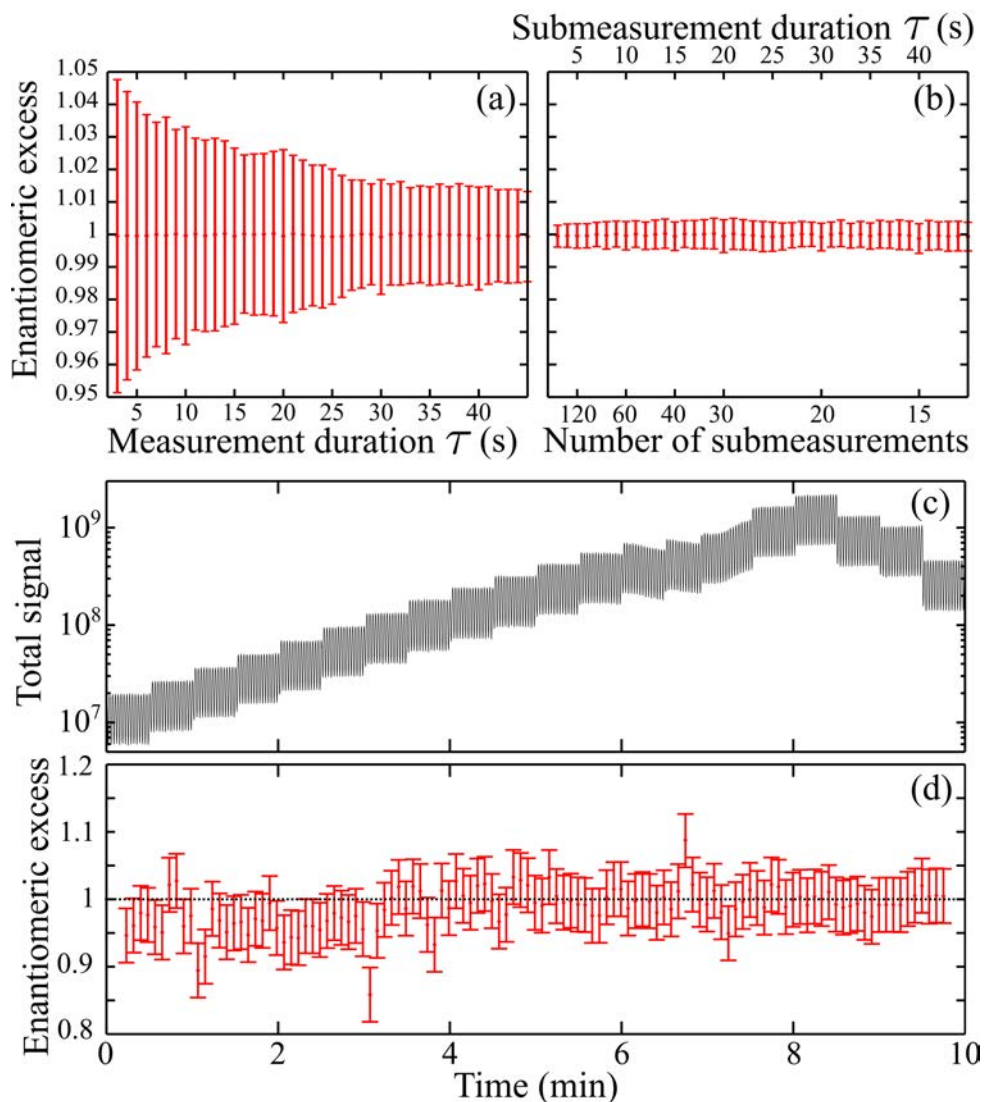 Submeasurement duration τ (s)
5 10 15 20 25 30 35 40
Enantiomeric excess
1.05
1.04
1.03
1.02
1.01
1
0.99
0.98
0.97
0.96
0.95
(a)
(b)
5 10 15 20 25 30 35 40
Measurement duration τ (s)
120 60 40 30 20 15
Number of submeasurements
Total signal
10⁹
10⁸
10⁷
(c)
Enantiomeric excess
1.2
1.1
1
0.9
0.8
(d)
0 2 4 6 8 10
Time (min)